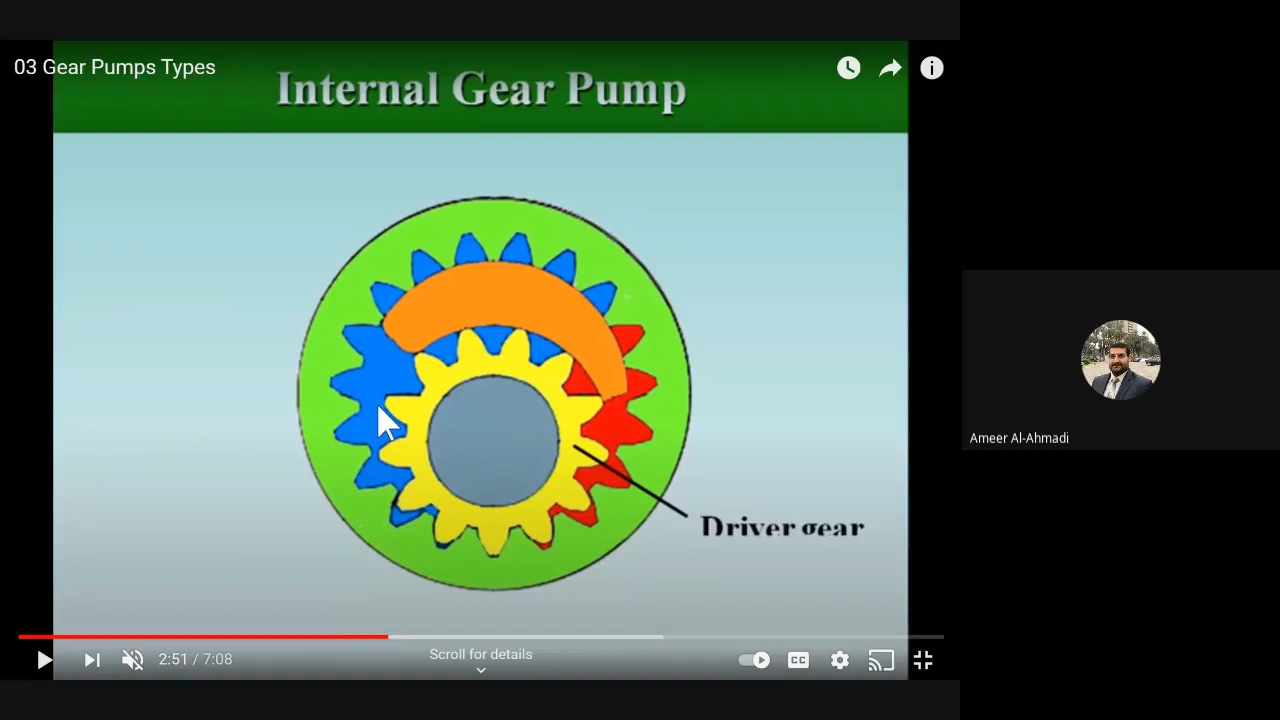 03 Gear Pumps Types
Internal Gear Pump
Driver gear
Ameer Al-Ahmadi
2:51 / 7:08
Scroll for details
CC